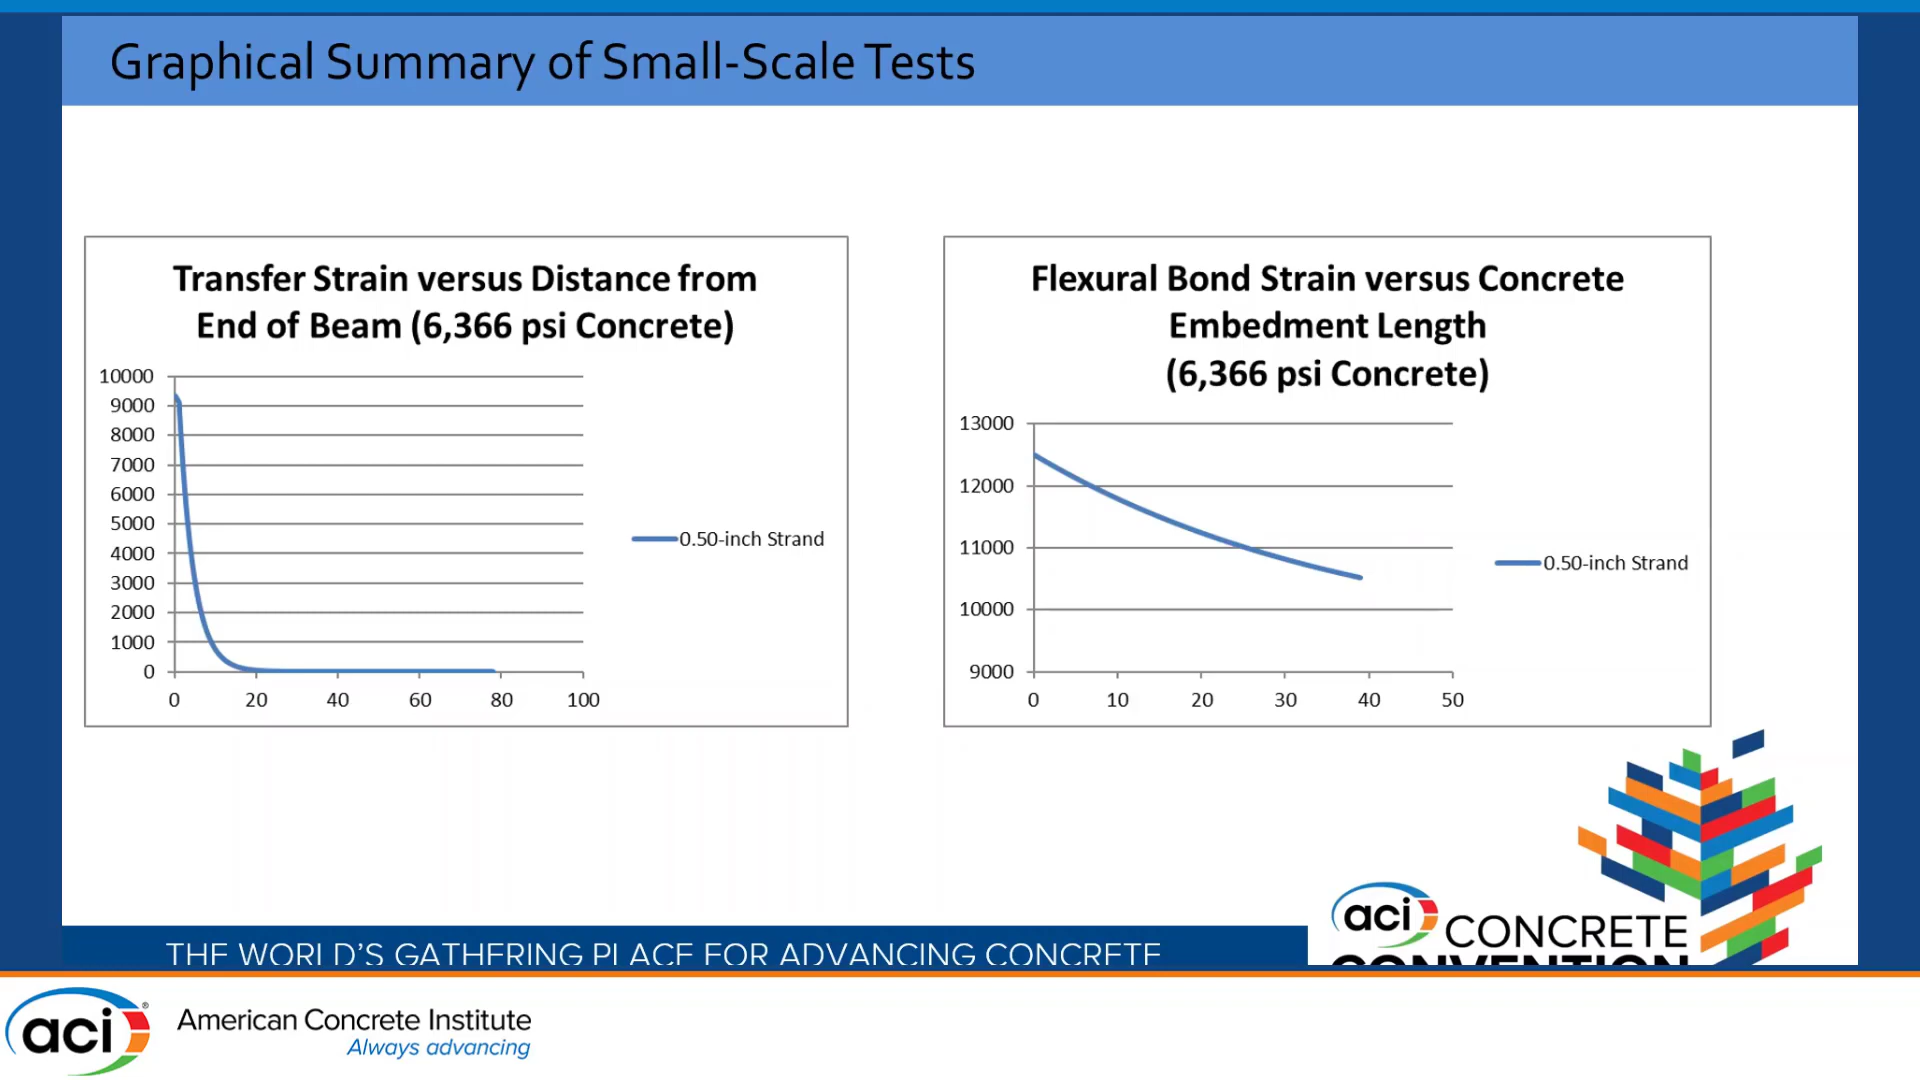 Graphical Summary of Small-Scale Tests
Transfer Strain versus Distance from
End of Beam (6,366 psi Concrete)
10000
9000
8000
7000
6000
5000
4000
3000
2000
1000
0
0 20 40 60 80 100
0.50-inch Strand
Flexural Bond Strain versus Concrete
Embedment Length
(6,366 psi Concrete)
13000
12000
11000
10000
9000
0 10 20 30 40 50
0.50-inch Strand
THE WORLD'S GATHERING PLACE FOR ADVANCING CONCRETE
aci CONCRETE
CONVENTION
aci®
American Concrete Institute
Always advancing